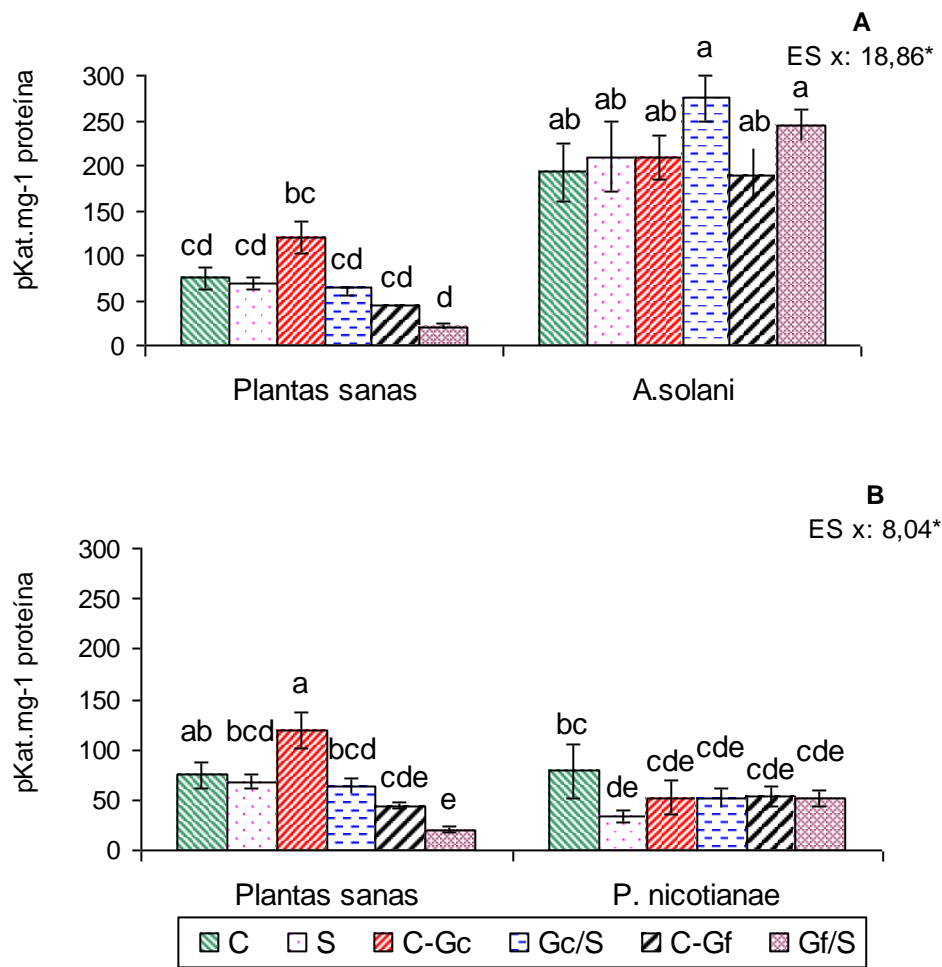 A
ES x: 18,86*
pKat.mg-1 proteína
300
250
200
150
100
50
0
cd cd bc cd cd d
ab ab ab a ab a
Plantas sanas A.solani
B
ES x: 8,04*
pKat.mg-1 proteína
300
250
200
150
100
50
0
ab bcd a bcd cde e
bc de cde cde cde cde
Plantas sanas P. nicotianae
C S C-Gc Gc/S C-Gf Gf/S